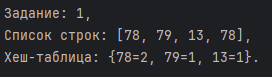 Задание: 1,
Список строк: [78, 79, 13, 78],
Хеш-таблица: {78=2, 79=1, 13=1}.